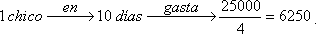 1 chico —en→ 10 días —gasta→ 25000/4 = 6250